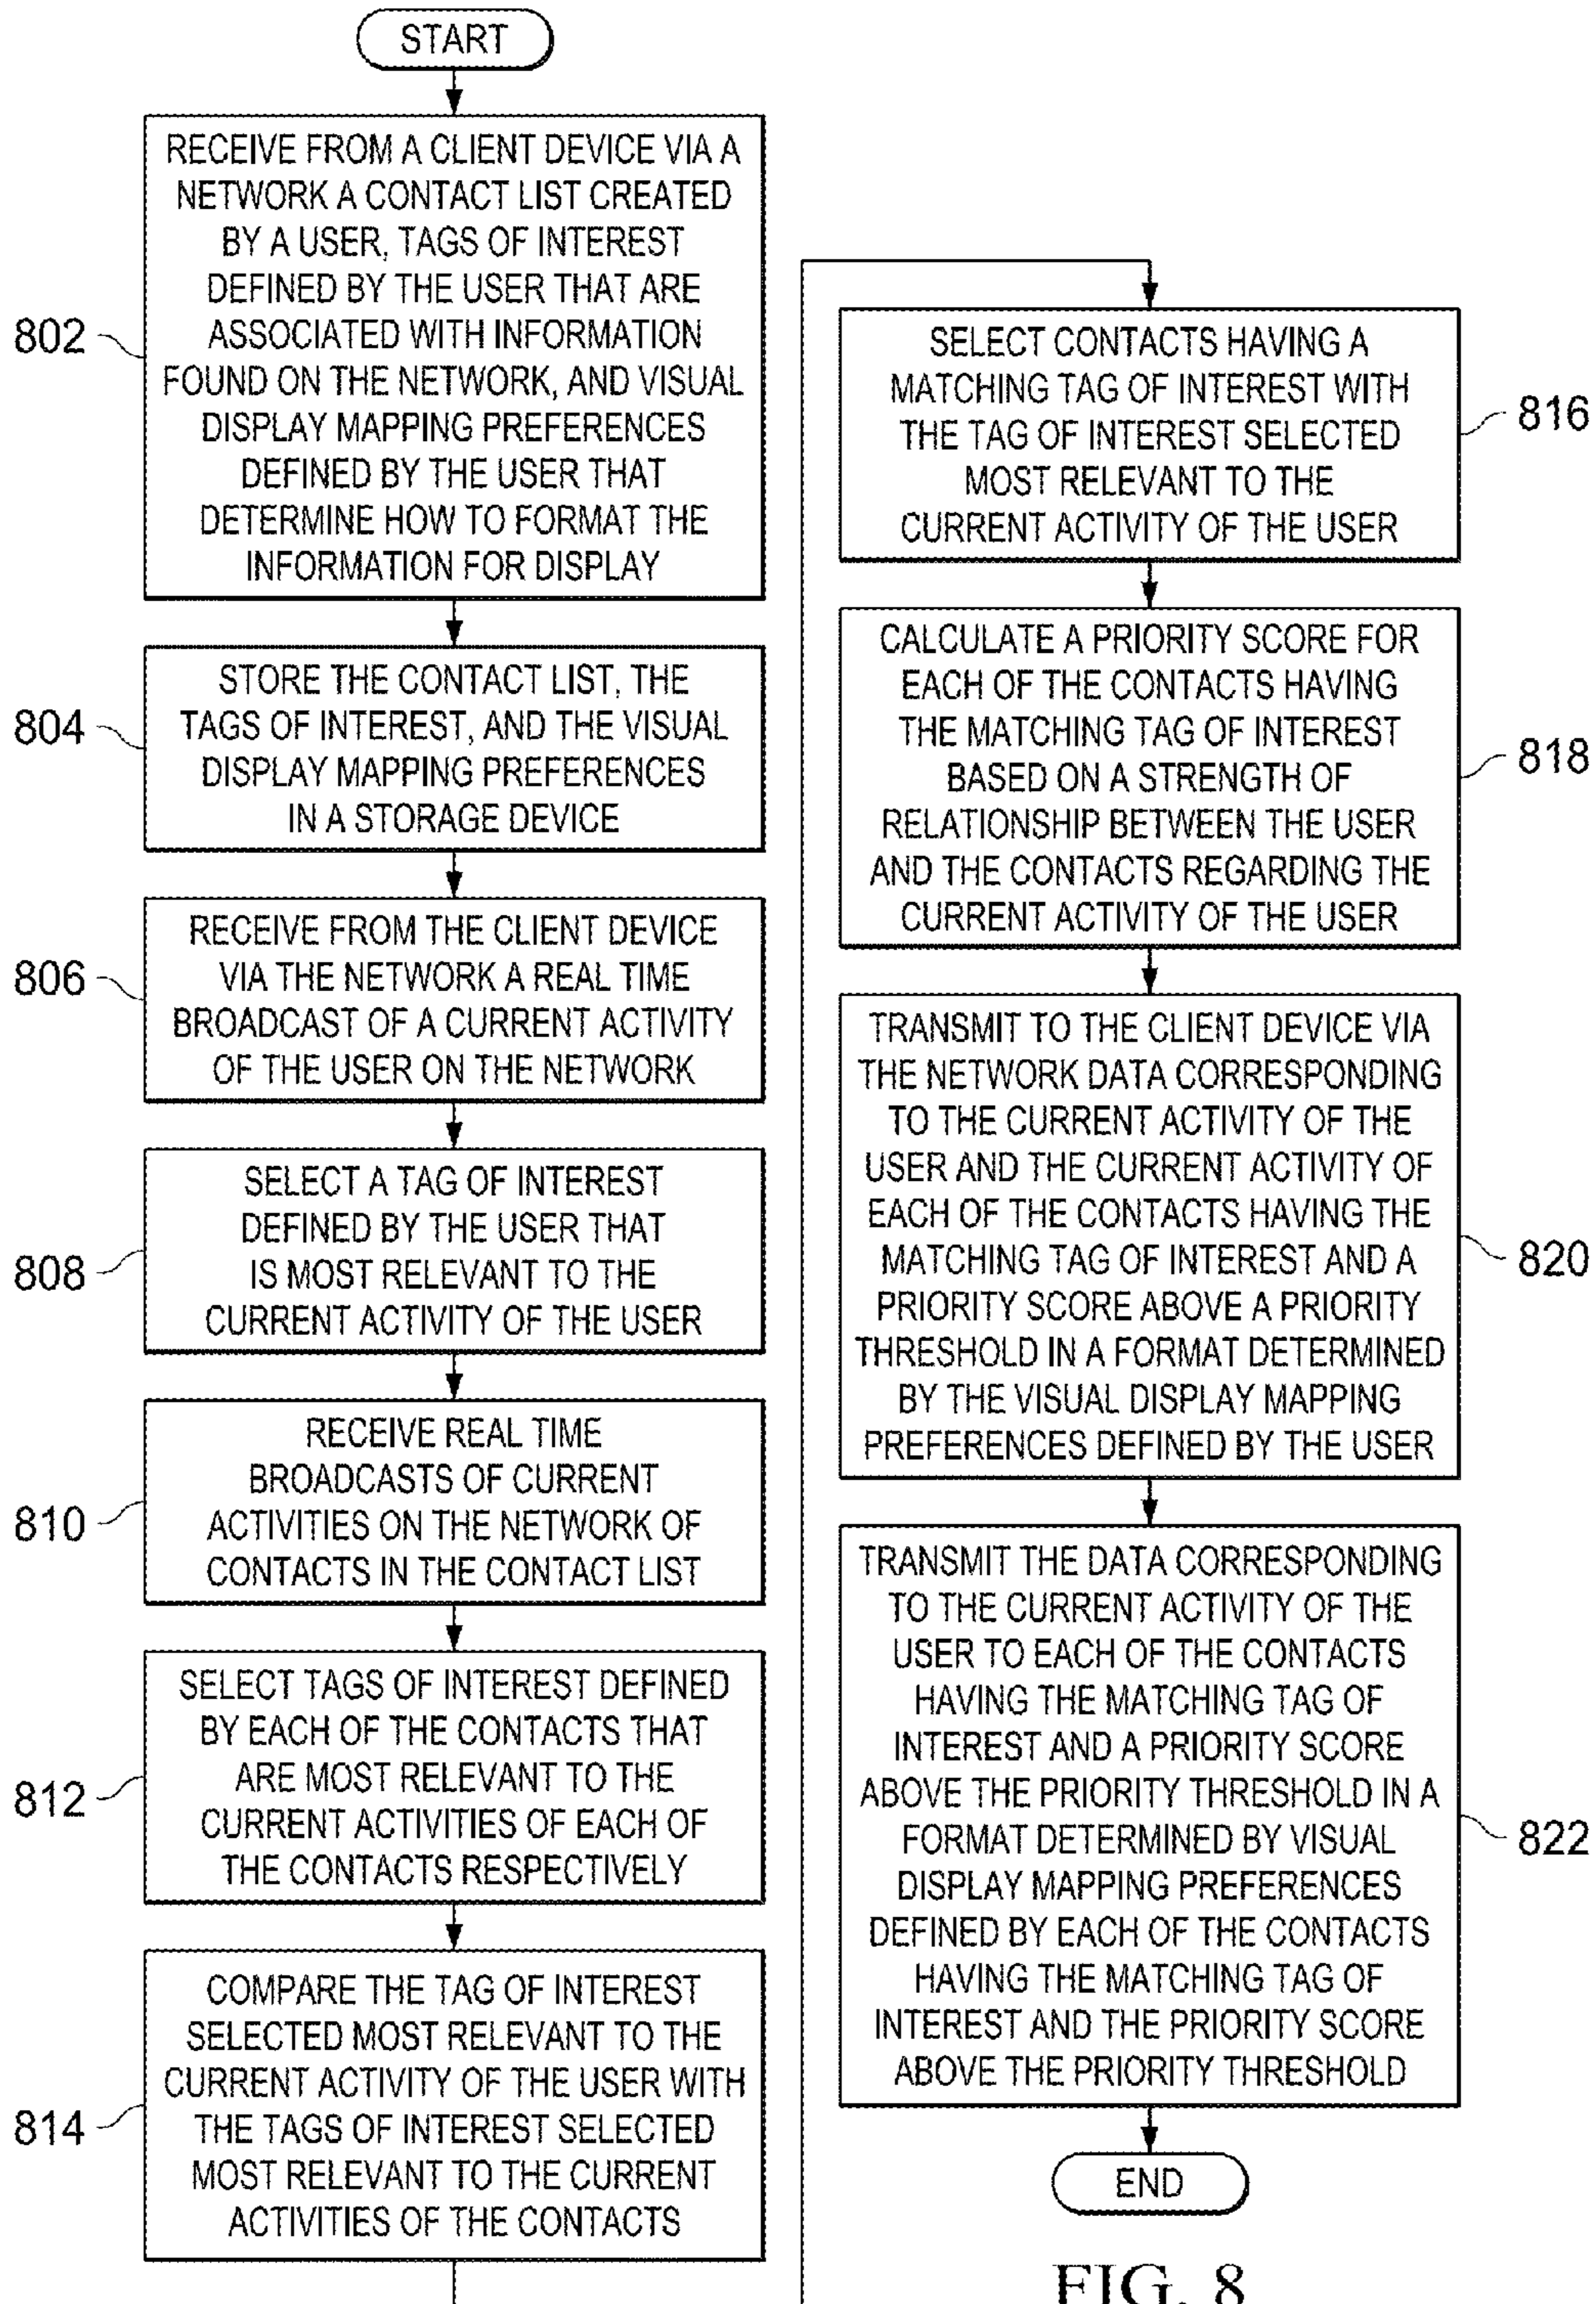 START
802
RECEIVE FROM A CLIENT DEVICE VIA A
NETWORK A CONTACT LIST CREATED
BY A USER, TAGS OF INTEREST
DEFINED BY THE USER THAT ARE
ASSOCIATED WITH INFORMATION
FOUND ON THE NETWORK, AND VISUAL
DISPLAY MAPPING PREFERENCES
DEFINED BY THE USER THAT
DETERMINE HOW TO FORMAT THE
INFORMATION FOR DISPLAY
804
STORE THE CONTACT LIST, THE
TAGS OF INTEREST, AND THE VISUAL
DISPLAY MAPPING PREFERENCES
IN A STORAGE DEVICE
806
RECEIVE FROM THE CLIENT DEVICE
VIA THE NETWORK A REAL TIME
BROADCAST OF A CURRENT ACTIVITY
OF THE USER ON THE NETWORK
808
SELECT A TAG OF INTEREST
DEFINED BY THE USER THAT
IS MOST RELEVANT TO THE
CURRENT ACTIVITY OF THE USER
810
RECEIVE REAL TIME
BROADCASTS OF CURRENT
ACTIVITIES ON THE NETWORK OF
CONTACTS IN THE CONTACT LIST
812
SELECT TAGS OF INTEREST DEFINED
BY EACH OF THE CONTACTS THAT
ARE MOST RELEVANT TO THE
CURRENT ACTIVITIES OF EACH OF
THE CONTACTS RESPECTIVELY
814
COMPARE THE TAG OF INTEREST
SELECTED MOST RELEVANT TO THE
CURRENT ACTIVITY OF THE USER WITH
THE TAGS OF INTEREST SELECTED
MOST RELEVANT TO THE CURRENT
ACTIVITIES OF THE CONTACTS
SELECT CONTACTS HAVING A
MATCHING TAG OF INTEREST WITH
THE TAG OF INTEREST SELECTED
MOST RELEVANT TO THE
CURRENT ACTIVITY OF THE USER
816
CALCULATE A PRIORITY SCORE FOR
EACH OF THE CONTACTS HAVING
THE MATCHING TAG OF INTEREST
BASED ON A STRENGTH OF
RELATIONSHIP BETWEEN THE USER
AND THE CONTACTS REGARDING THE
CURRENT ACTIVITY OF THE USER
818
TRANSMIT TO THE CLIENT DEVICE VIA
THE NETWORK DATA CORRESPONDING
TO THE CURRENT ACTIVITY OF THE
USER AND THE CURRENT ACTIVITY OF
EACH OF THE CONTACTS HAVING THE
MATCHING TAG OF INTEREST AND A
PRIORITY SCORE ABOVE A PRIORITY
THRESHOLD IN A FORMAT DETERMINED
BY THE VISUAL DISPLAY MAPPING
PREFERENCES DEFINED BY THE USER
820
TRANSMIT THE DATA CORRESPONDING
TO THE CURRENT ACTIVITY OF THE
USER TO EACH OF THE CONTACTS
HAVING THE MATCHING TAG OF
INTEREST AND A PRIORITY SCORE
ABOVE THE PRIORITY THRESHOLD IN A
FORMAT DETERMINED BY VISUAL
DISPLAY MAPPING PREFERENCES
DEFINED BY EACH OF THE CONTACTS
HAVING THE MATCHING TAG OF
INTEREST AND THE PRIORITY SCORE
ABOVE THE PRIORITY THRESHOLD
822
END
FIG. 8